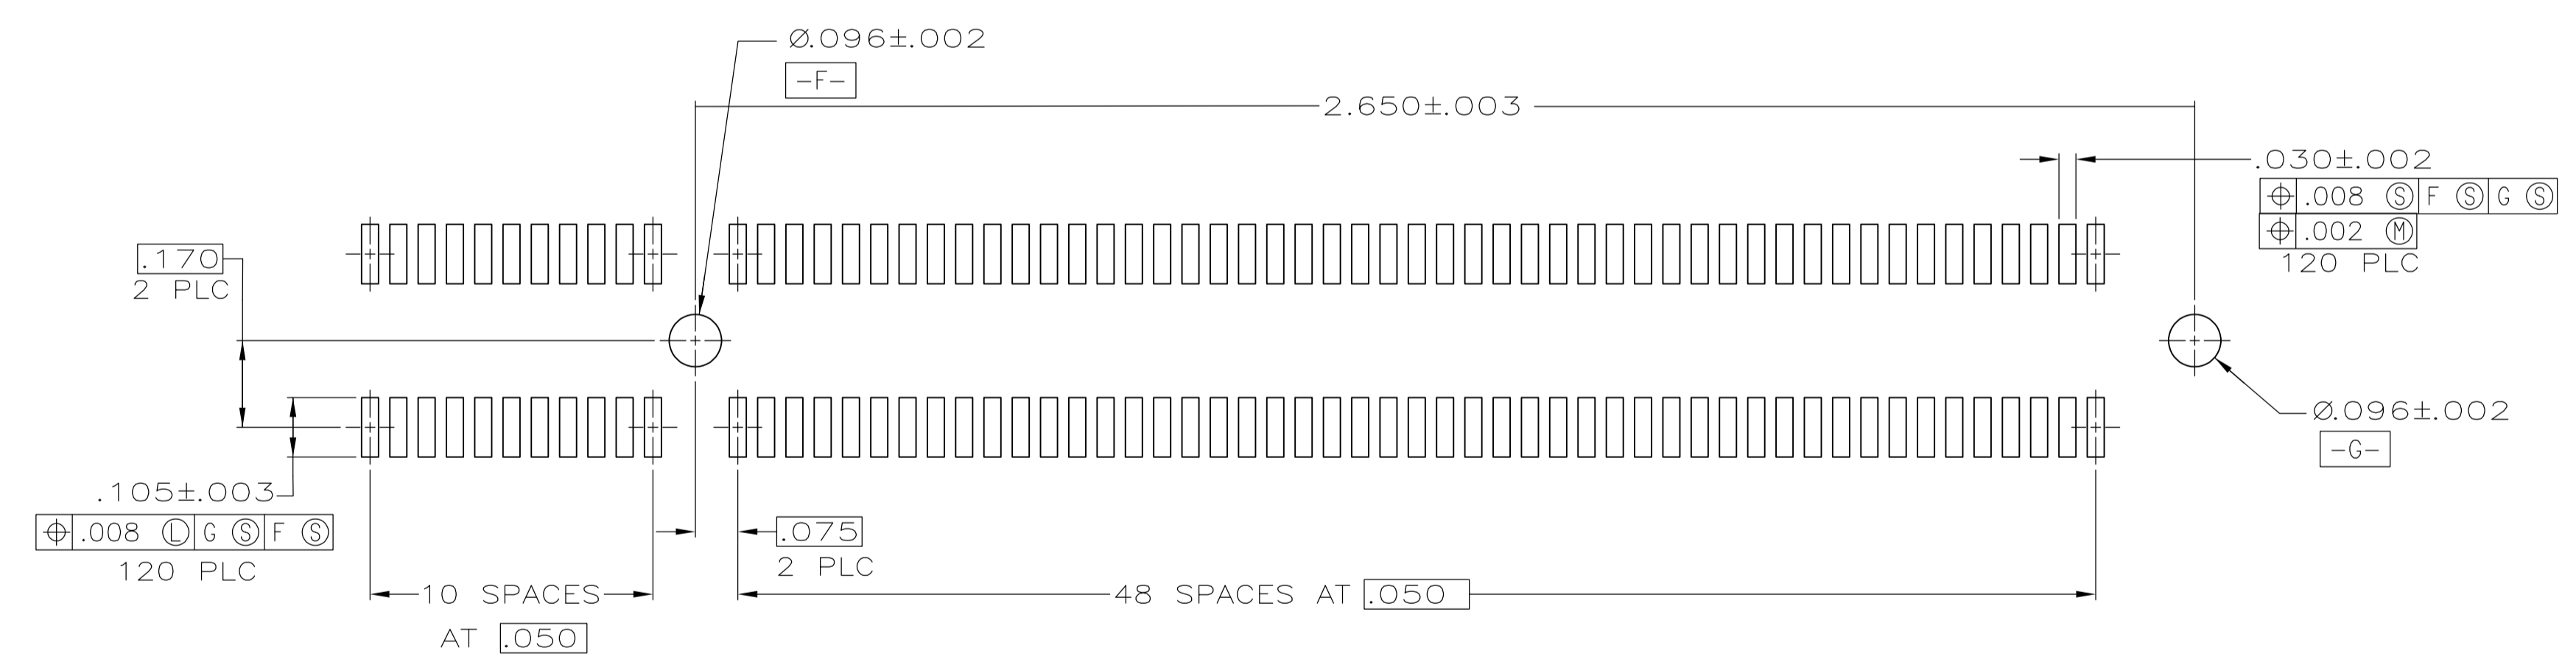 Ø.096±.002
-F-
2.650±.003
.030±.002
⌖ .008 Ⓢ F Ⓢ G Ⓢ
⌖ .002 Ⓜ
120 PLC
.170
2 PLC
Ø.096±.002
-G-
.105±.003
⌖ .008 Ⓛ G Ⓢ F Ⓢ
120 PLC
.075
2 PLC
10 SPACES
AT .050
48 SPACES AT .050